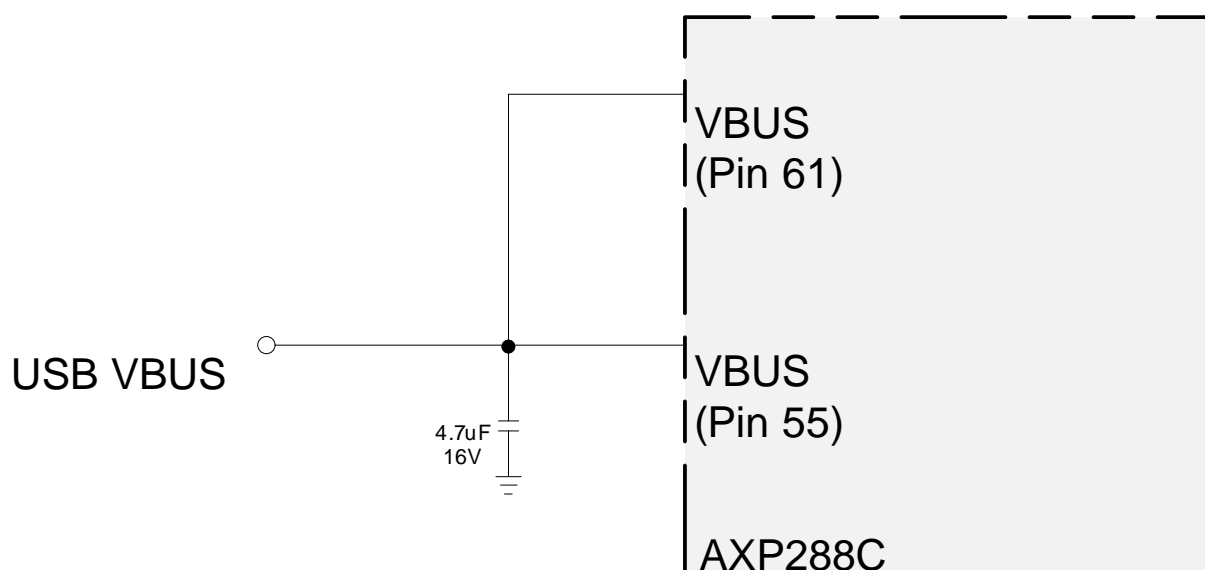 VBUS
(Pin 61)
USB VBUS
VBUS
(Pin 55)
4.7uF
16V
AXP288C